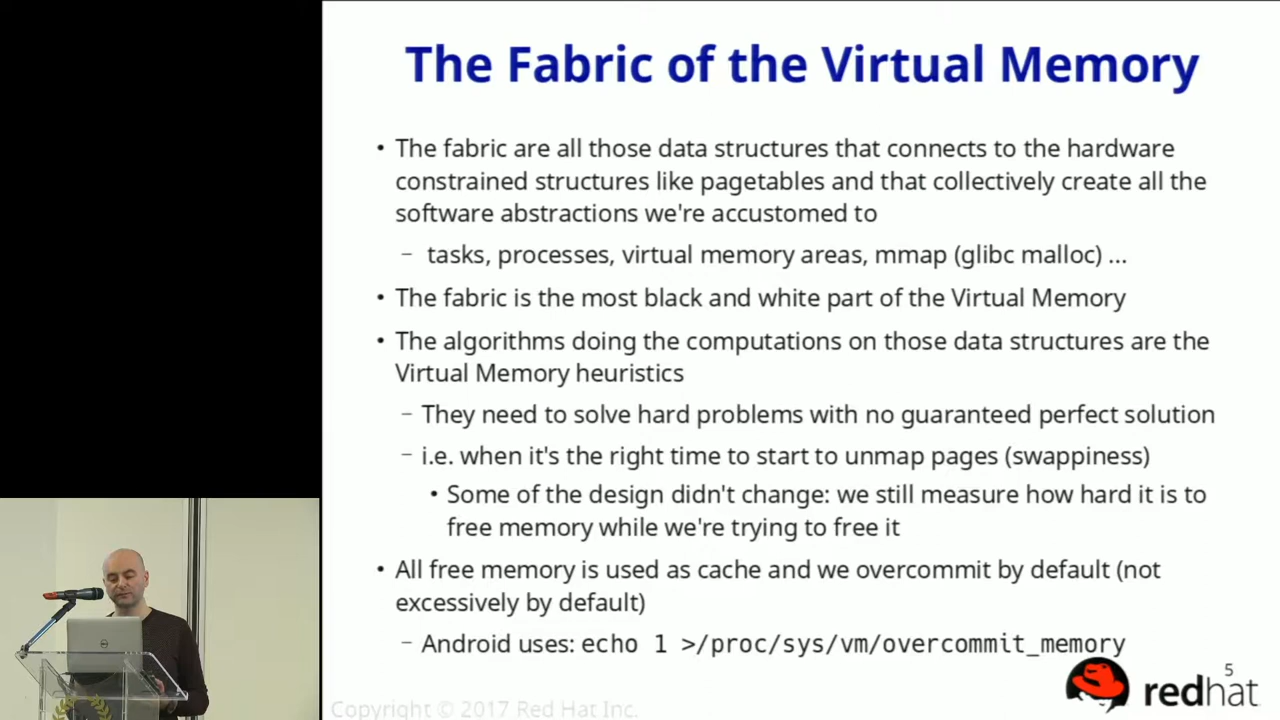 The Fabric of the Virtual Memory
• The fabric are all those data structures that connects to the hardware
constrained structures like pagetables and that collectively create all the
software abstractions we're accustomed to
– tasks, processes, virtual memory areas, mmap (glibc malloc) ...
• The fabric is the most black and white part of the Virtual Memory
• The algorithms doing the computations on those data structures are the
Virtual Memory heuristics
– They need to solve hard problems with no guaranteed perfect solution
– i.e. when it's the right time to start to unmap pages (swappiness)
• Some of the design didn't change: we still measure how hard it is to
free memory while we're trying to free it
• All free memory is used as cache and we overcommit by default (not
excessively by default)
– Android uses: echo 1 >/proc/sys/vm/overcommit_memory
5
redhat
Copyright © 2017 Red Hat Inc.